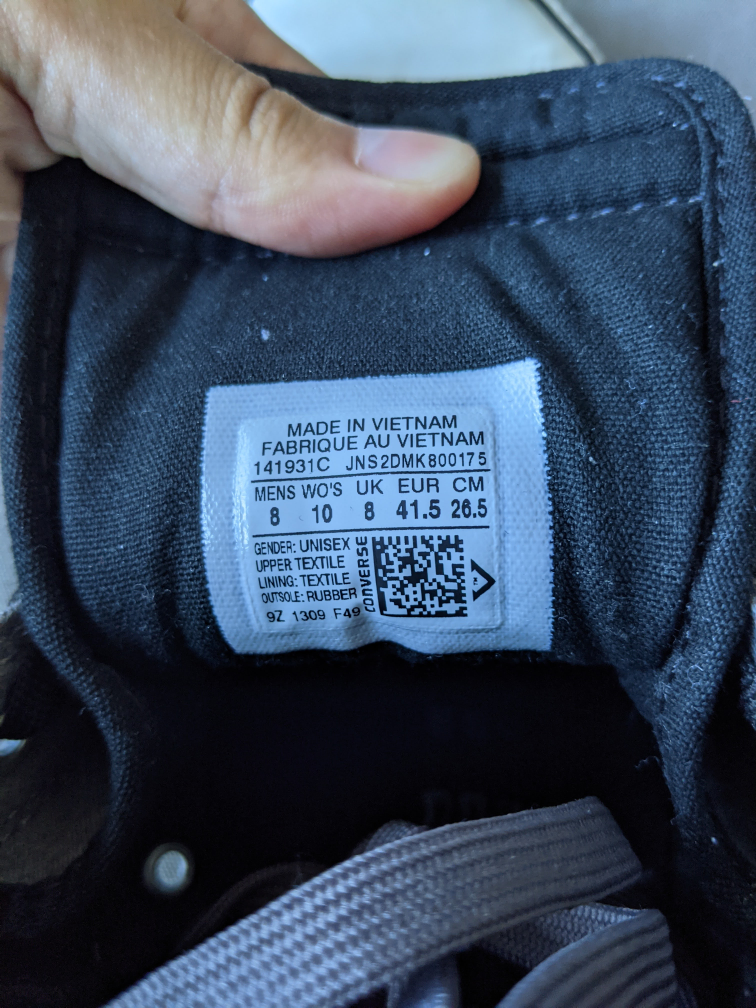 MADE IN VIETNAM
FABRIQUE AU VIETNAM
141931C JNS2DMK800175
MENS WO'S UK EUR CM
8 10 8 41.5 26.5
GENDER: UNISEX
UPPER TEXTILE
LINING: TEXTILE
OUTSOLE: RUBBER
9Z 1309 F49
CONVERSE
TM